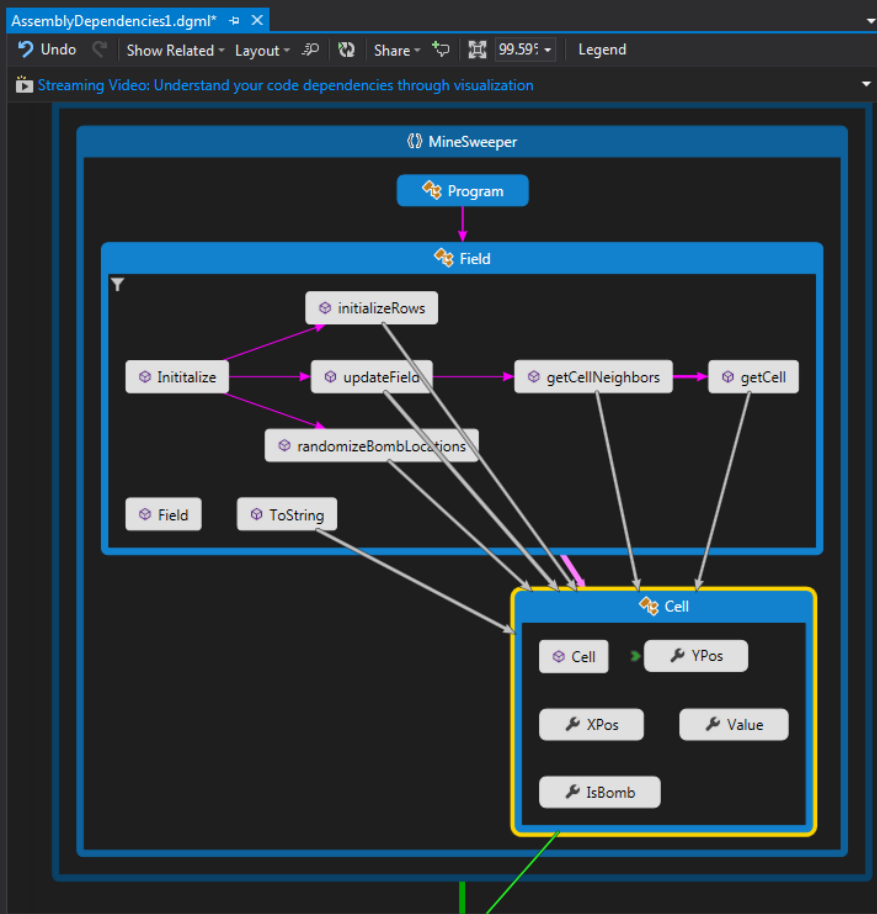 AssemblyDependencies1.dgml*
Undo Show Related Layout Share 99.59% Legend
Streaming Video: Understand your code dependencies through visualization
MineSweeper
Program
Field
initializeRows
Inititalize updateField getCellNeighbors getCell
randomizeBombLocations
Field ToString
Cell
Cell YPos
XPos Value
IsBomb